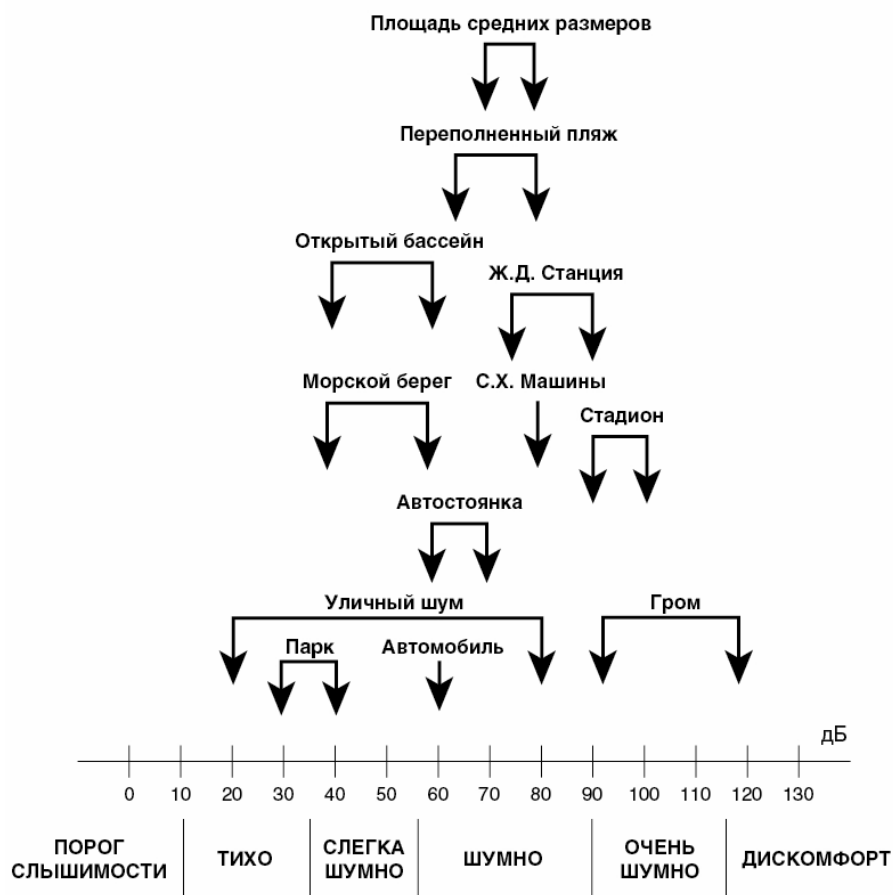 Площадь средних размеров
Переполненный пляж
Открытый бассейн
Ж.Д. Станция
Морской берег
С.Х. Машины
Стадион
Автостоянка
Уличный шум
Гром
Парк
Автомобиль
дБ
0 10 20 30 40 50 60 70 80 90 100 110 120 130
ПОРОГ
СЛЫШИМОСТИ
ТИХО
СЛЕГКА
ШУМНО
ШУМНО
ОЧЕНЬ
ШУМНО
ДИСКОМФОРТ